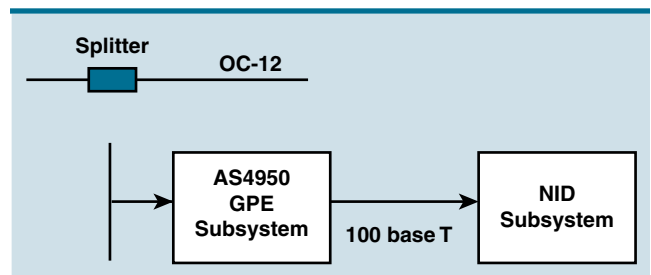 Splitter
OC-12
AS4950
GPE
Subsystem
100 base T
NID
Subsystem